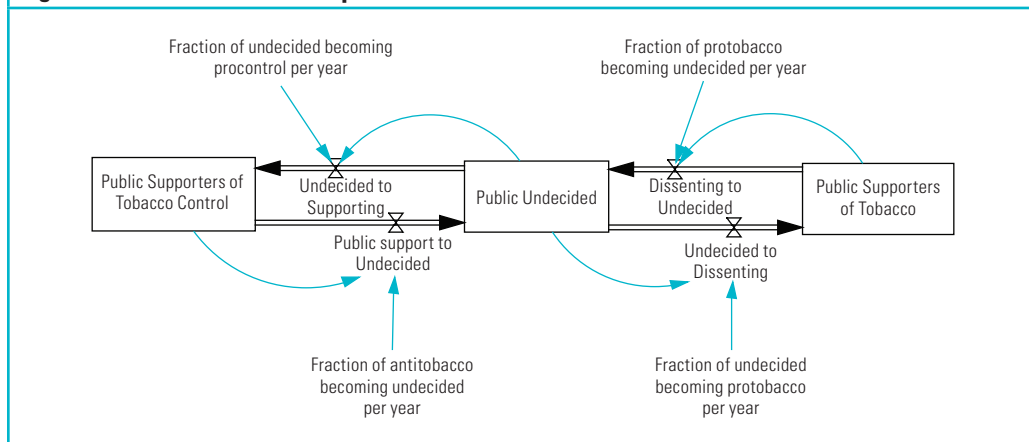 Fraction of undecided becoming
procontrol per year
Fraction of protobacco
becoming undecided per year
Public Supporters of
Tobacco Control
Undecided to
Supporting
Public support to
Undecided
Public Undecided
Dissenting to
Undecided
Undecided to
Dissenting
Public Supporters
of Tobacco
Fraction of antitobacco
becoming undecided
per year
Fraction of undecided
becoming protobacco
per year